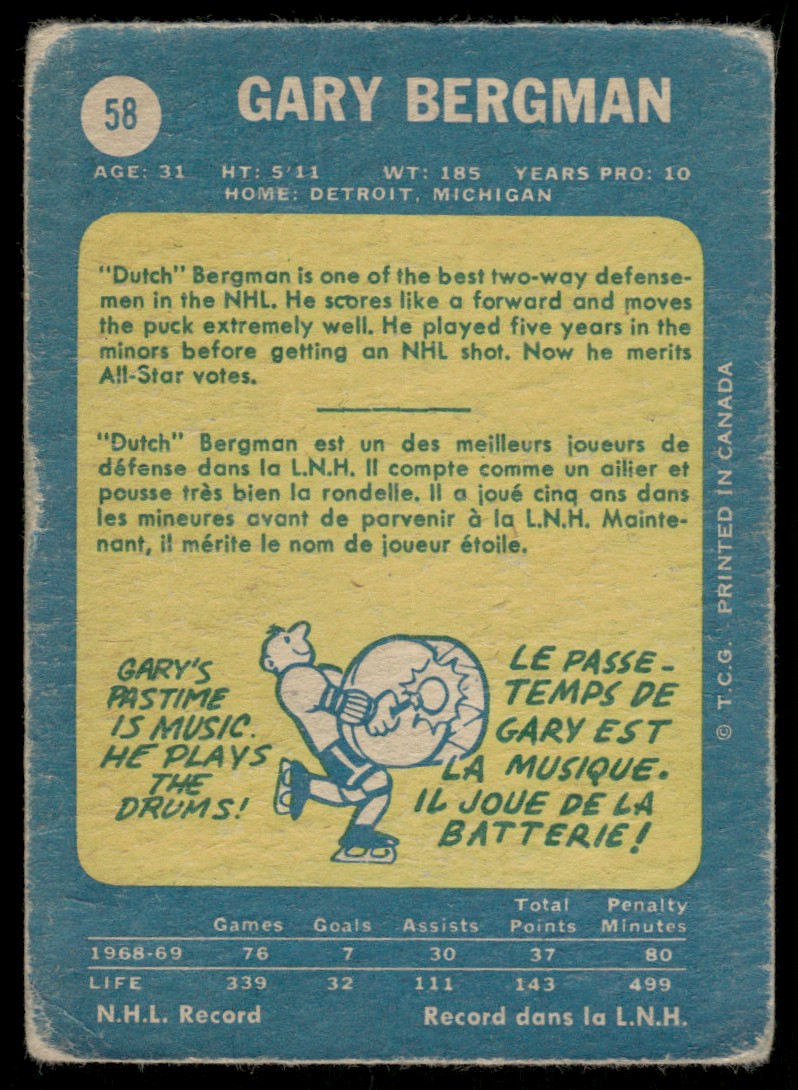 58
GARY BERGMAN
AGE: 31 HT: 5'11 WT: 185 YEARS PRO: 10
HOME: DETROIT, MICHIGAN
"Dutch" Bergman is one of the best two-way defense-
men in the NHL. He scores like a forward and moves
the puck extremely well. He played five years in the
minors before getting an NHL shot. Now he merits
All-Star votes.
"Dutch" Bergman est un des meilleurs joueurs de
défense dans la L.N.H. Il compte comme un ailier et
pousse très bien la rondelle. Il a joué cinq ans dans
les mineures avant de parvenir à la L.N.H. Mainte-
nant, il mérite le nom de joueur étoile.
GARY'S
PASTIME
IS MUSIC.
HE PLAYS
THE
DRUMS!
LE PASSE-
TEMPS DE
GARY EST
LA MUSIQUE.
IL JOUE DE LA
BATTERIE!
© T.C.G. PRINTED IN CANADA
Total Penalty
Games Goals Assists Points Minutes
1968-69 76 7 30 37 80
LIFE 339 32 111 143 499
N.H.L. Record Record dans la L.N.H.